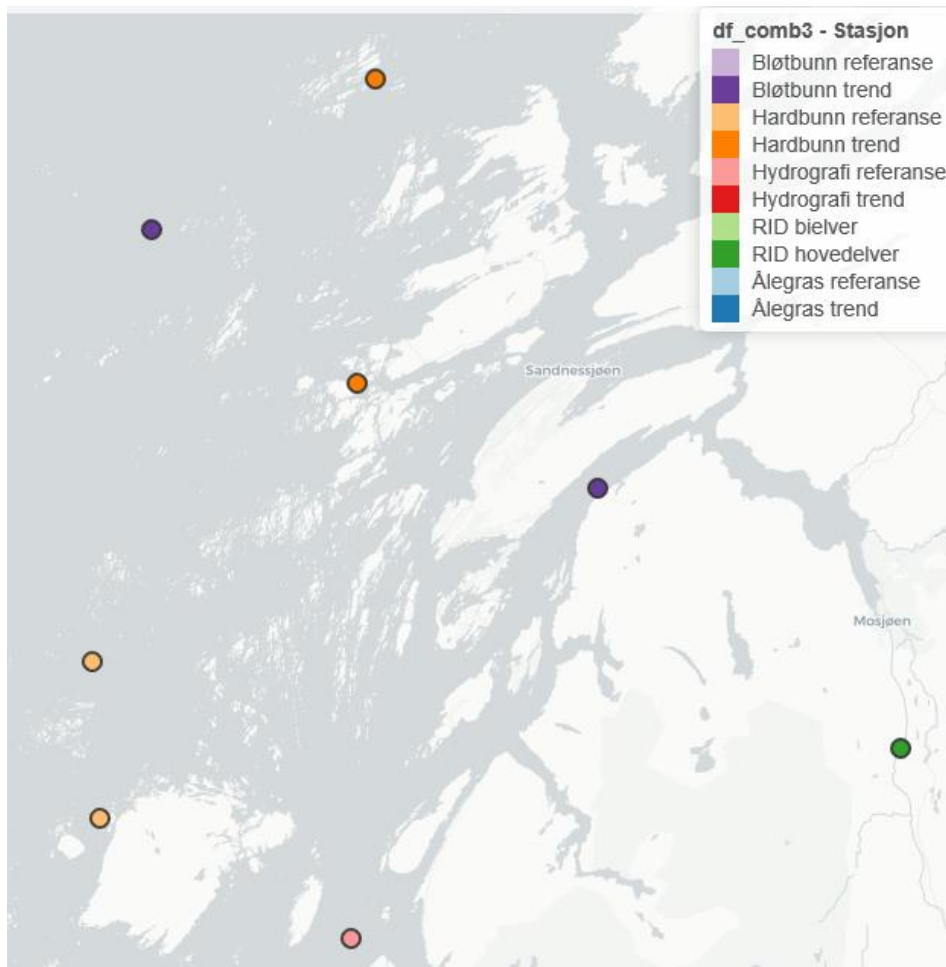 df_comb3 - Stasjon
Bløtbunn referanse
Bløtbunn trend
Hardbunn referanse
Hardbunn trend
Hydrografi referanse
Hydrografi trend
RID bielver
RID hovedelver
Ålegras referanse
Ålegras trend
Sandnessjøen
Mosjøen